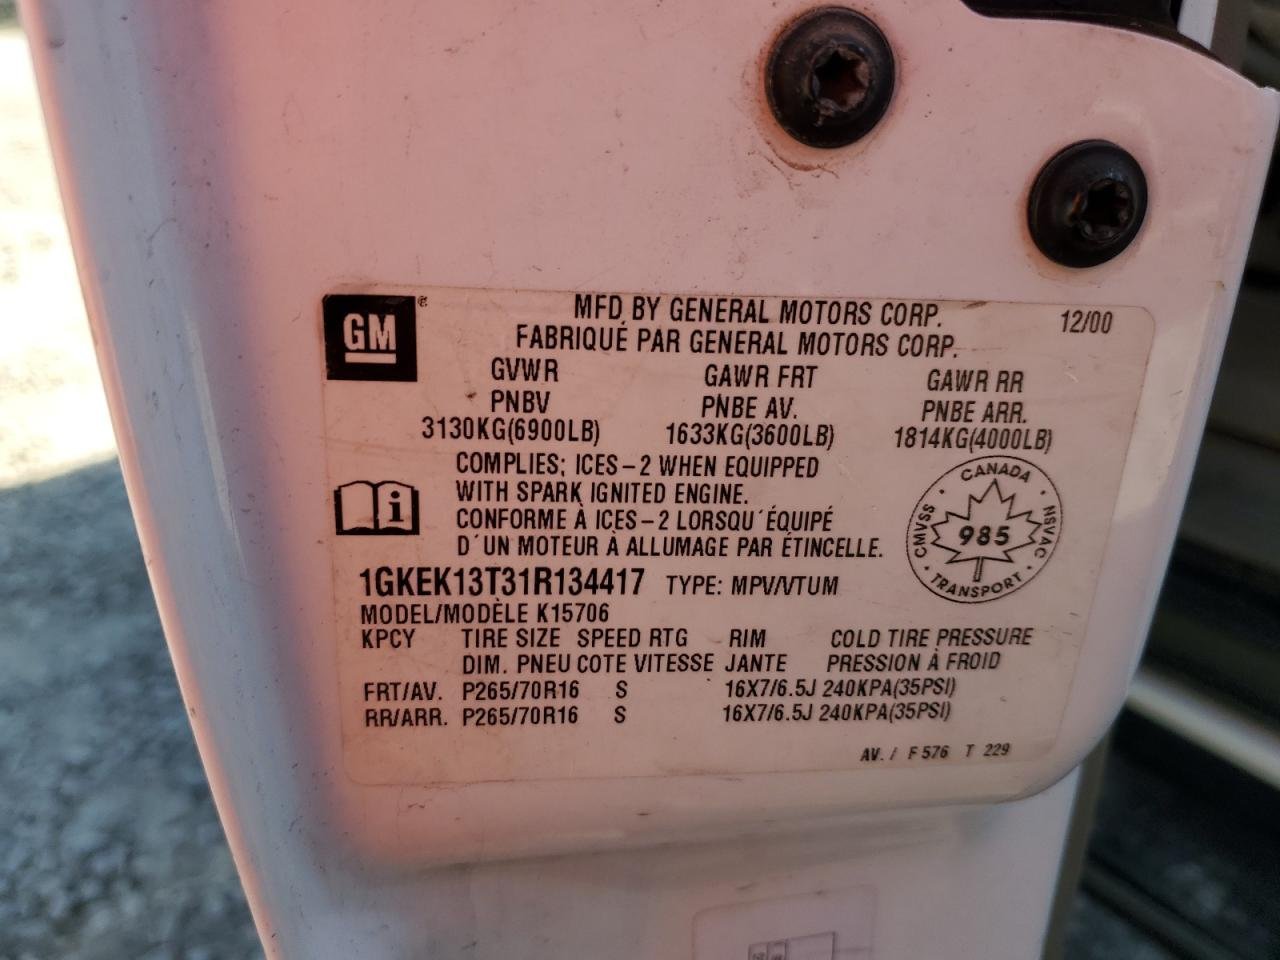 GM®
MFD BY GENERAL MOTORS CORP. 12/00
FABRIQUÉ PAR GENERAL MOTORS CORP.
GVWR GAWR FRT GAWR RR
PNBV PNBE AV. PNBE ARR.
3130KG(6900LB) 1633KG(3600LB) 1814KG(4000LB)
COMPLIES; ICES-2 WHEN EQUIPPED
WITH SPARK IGNITED ENGINE.
CONFORME À ICES-2 LORSQU'ÉQUIPÉ
D'UN MOTEUR À ALLUMAGE PAR ÉTINCELLE.
i
CANADA
CMVSS 985 NSVAC
TRANSPORT
1GKEK13T31R134417 TYPE: MPV/VTUM
MODEL/MODÈLE K15706
KPCY TIRE SIZE SPEED RTG RIM COLD TIRE PRESSURE
DIM. PNEU COTE VITESSE JANTE PRESSION À FROID
FRT/AV. P265/70R16 S 16X7/6.5J 240KPA(35PSI)
RR/ARR. P265/70R16 S 16X7/6.5J 240KPA(35PSI)
AV. / F 576 T 229